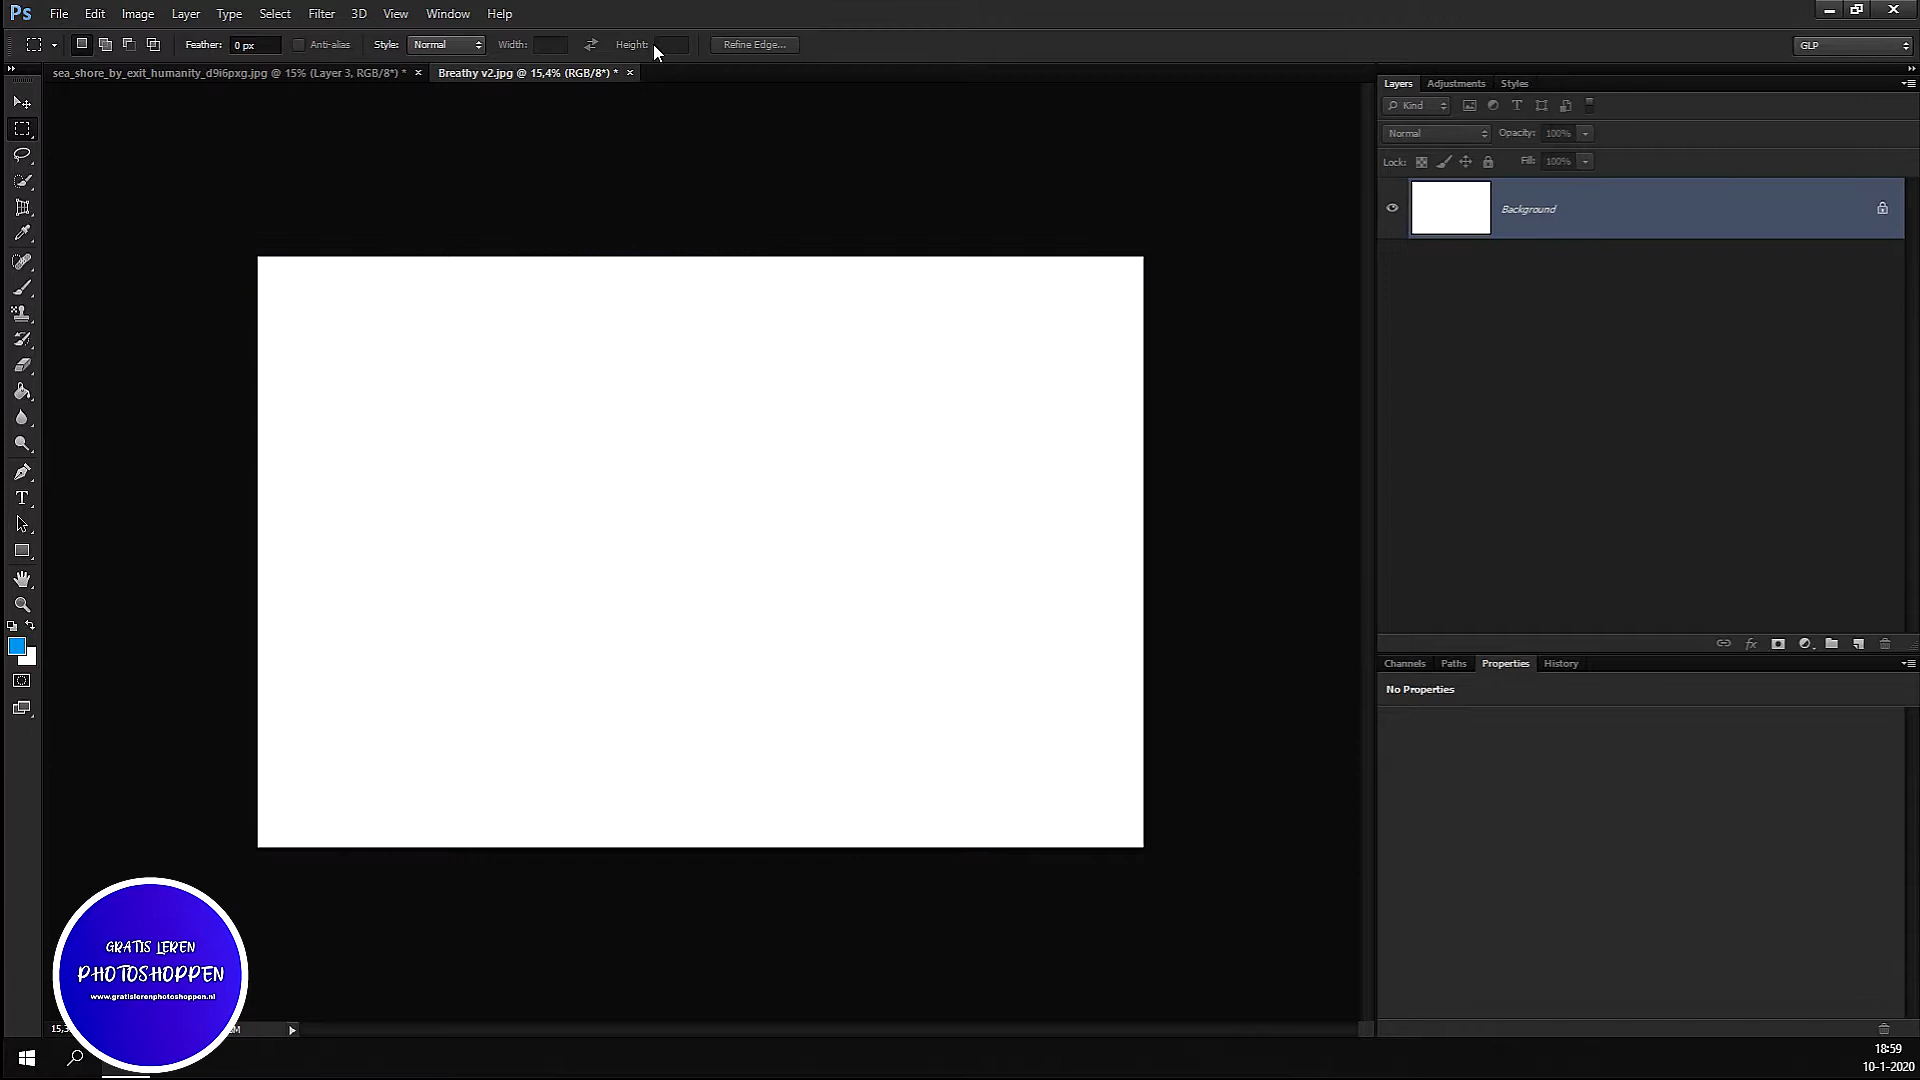 Ps File Edit Image Layer Type Select Filter 3D View Window Help
Feather: 0 px Anti-alias Style: Normal Width: Height: Refine Edge... GLP
sea_shore_by_exit_humanity_d9i6pxg.jpg @ 15% (Layer 3, RGB/8*) * × Breathy v2.jpg @ 15,4% (RGB/8*) * ×
Layers Adjustments Styles
Kind
Normal Opacity: 100%
Lock: Fill: 100%
Background
Channels Paths Properties History
No Properties
GRATIS LEREN
PHOTOSHOPPEN
www.gratislerenphotoshoppen.nl
18:59
10-1-2020